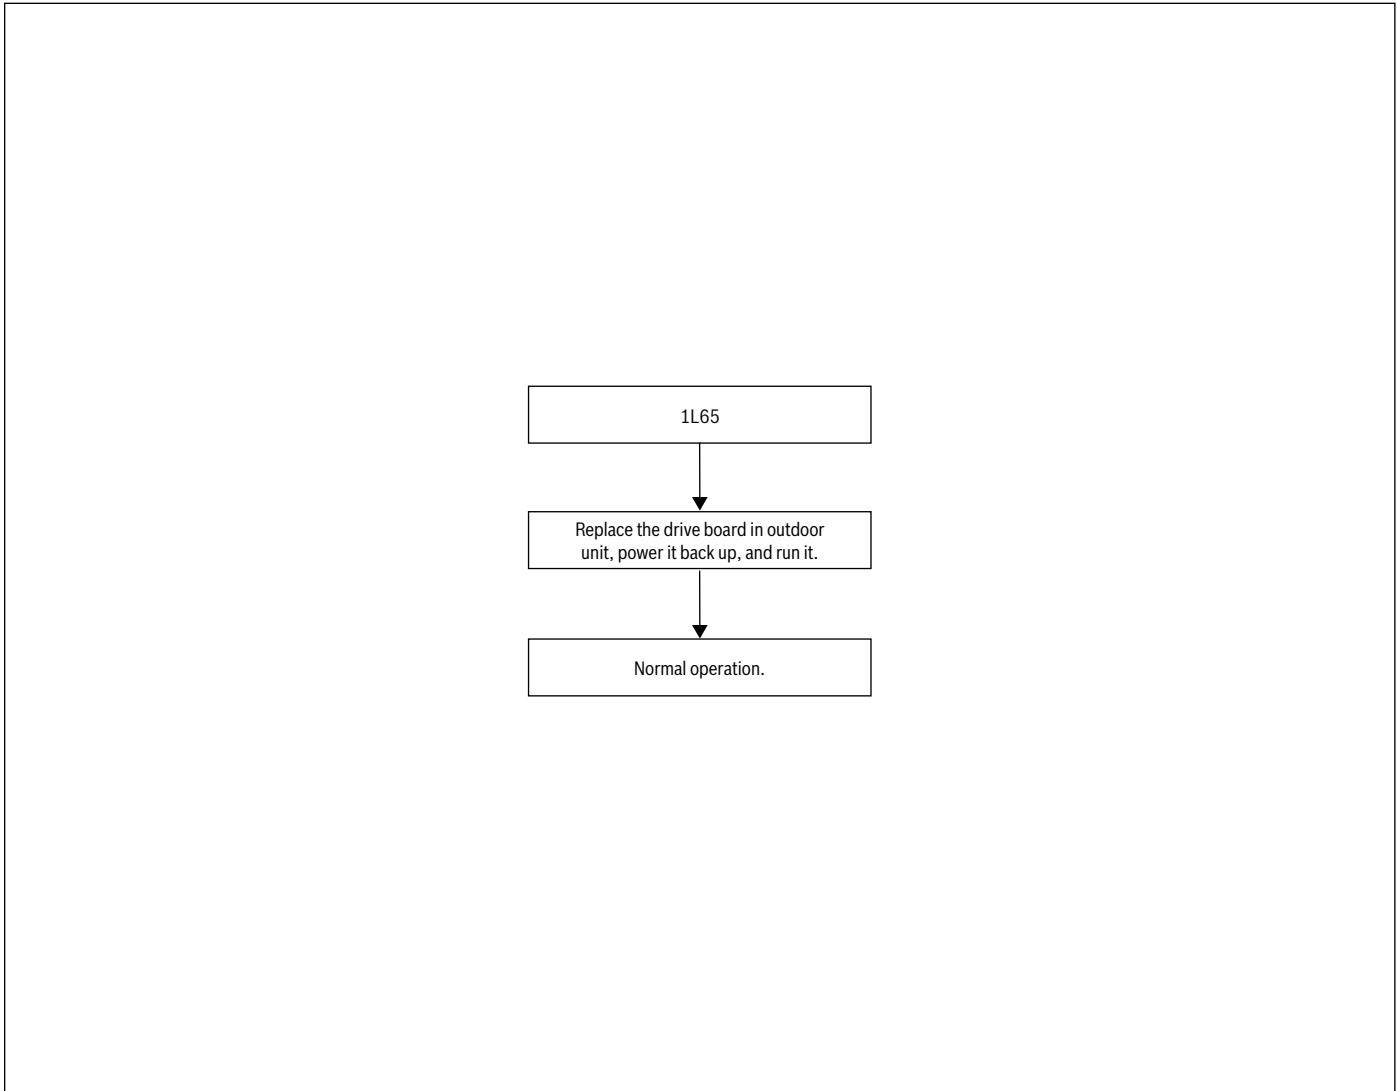 1L65
Replace the drive board in outdoor
unit, power it back up, and run it.
Normal operation.